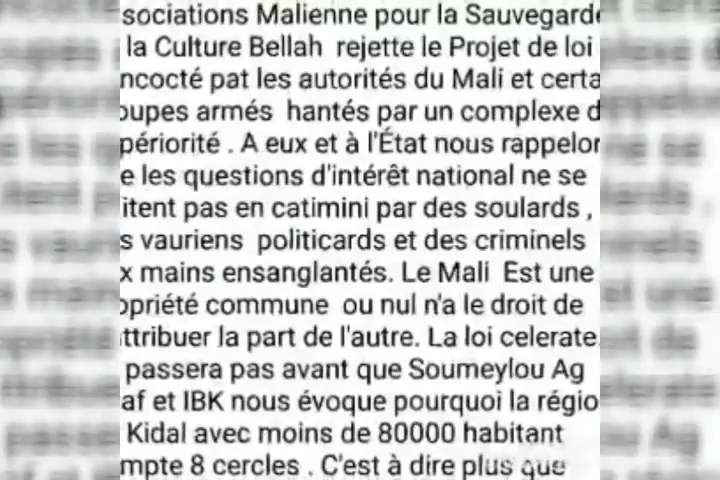 sociations Malienne pour la Sauvegarde
la Culture Bellah rejette le Projet de loi
ncocté pat les autorités du Mali et certa
oupes armés hantés par un complexe d
périorité . A eux et à l'État nous rappelor
e les questions d'intérêt national ne se
itent pas en catimini par des soulards ,
s vauriens politicards et des criminels
x mains ensanglantés. Le Mali Est une
opriété commune ou nul n'a le droit de
ttribuer la part de l'autre. La loi celerate
passera pas avant que Soumeylou Ag
af et IBK nous évoque pourquoi la régio
Kidal avec moins de 80000 habitant
mpte 8 cercles . C'est à dire plus que